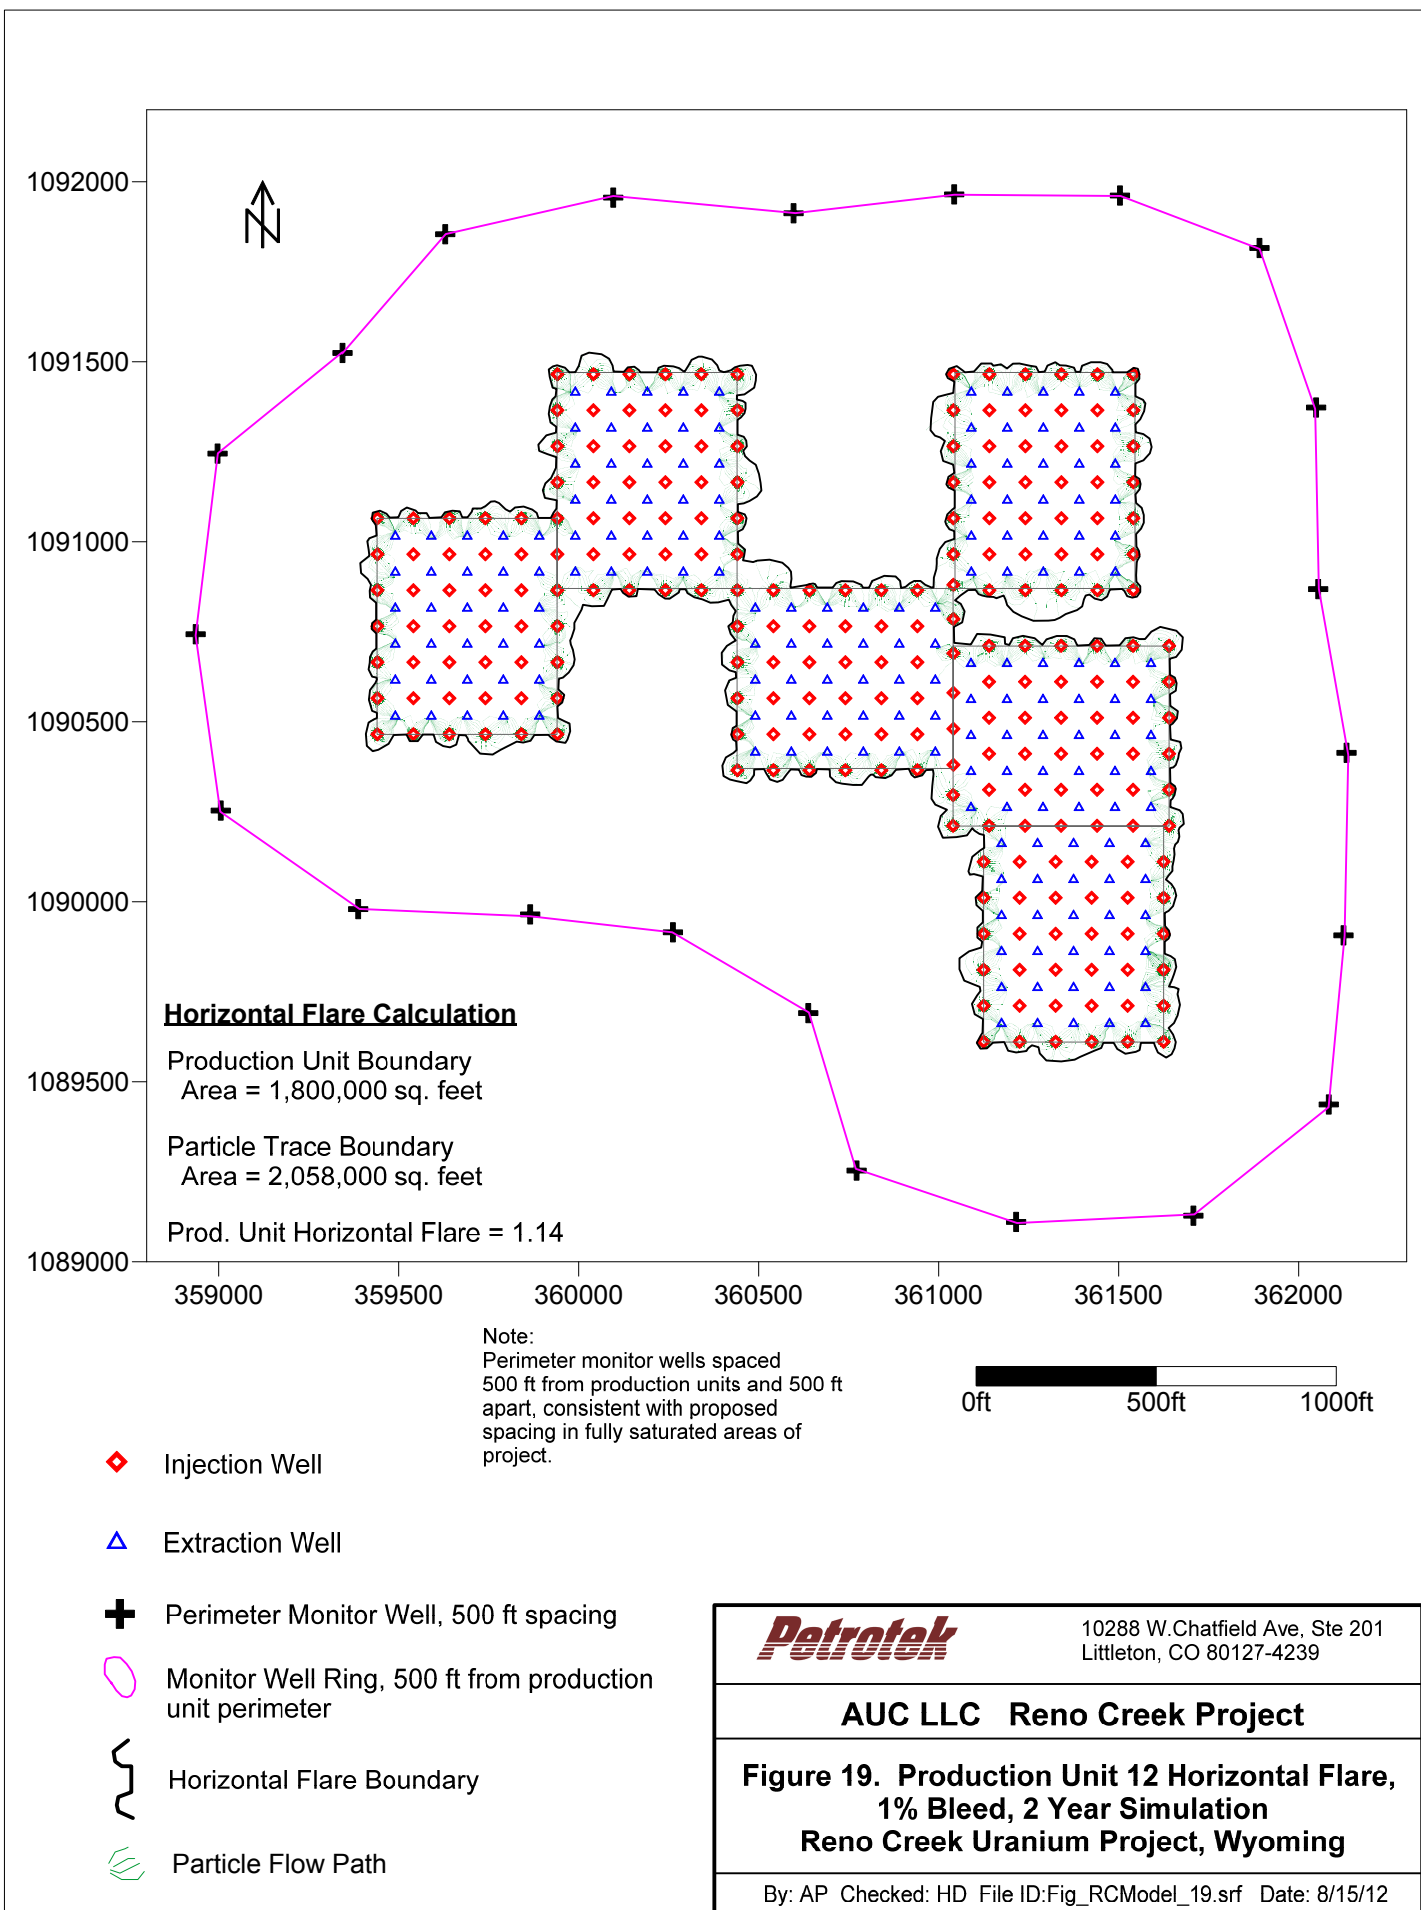 N
1092000
1091500
1091000
1090500
1090000
1089500
1089000
Horizontal Flare Calculation
Production Unit Boundary
Area = 1,800,000 sq. feet
Particle Trace Boundary
Area = 2,058,000 sq. feet
Prod. Unit Horizontal Flare = 1.14
359000 359500 360000 360500 361000 361500 362000
Note:
Perimeter monitor wells spaced
500 ft from production units and 500 ft
apart, consistent with proposed
spacing in fully saturated areas of
project.
0ft 500ft 1000ft
Injection Well
Extraction Well
Perimeter Monitor Well, 500 ft spacing
Monitor Well Ring, 500 ft from production
unit perimeter
Horizontal Flare Boundary
Particle Flow Path
Petrotek
10288 W.Chatfield Ave, Ste 201
Littleton, CO 80127-4239
AUC LLC Reno Creek Project
Figure 19. Production Unit 12 Horizontal Flare,
1% Bleed, 2 Year Simulation
Reno Creek Uranium Project, Wyoming
By: AP Checked: HD File ID:Fig_RCModel_19.srf Date: 8/15/12